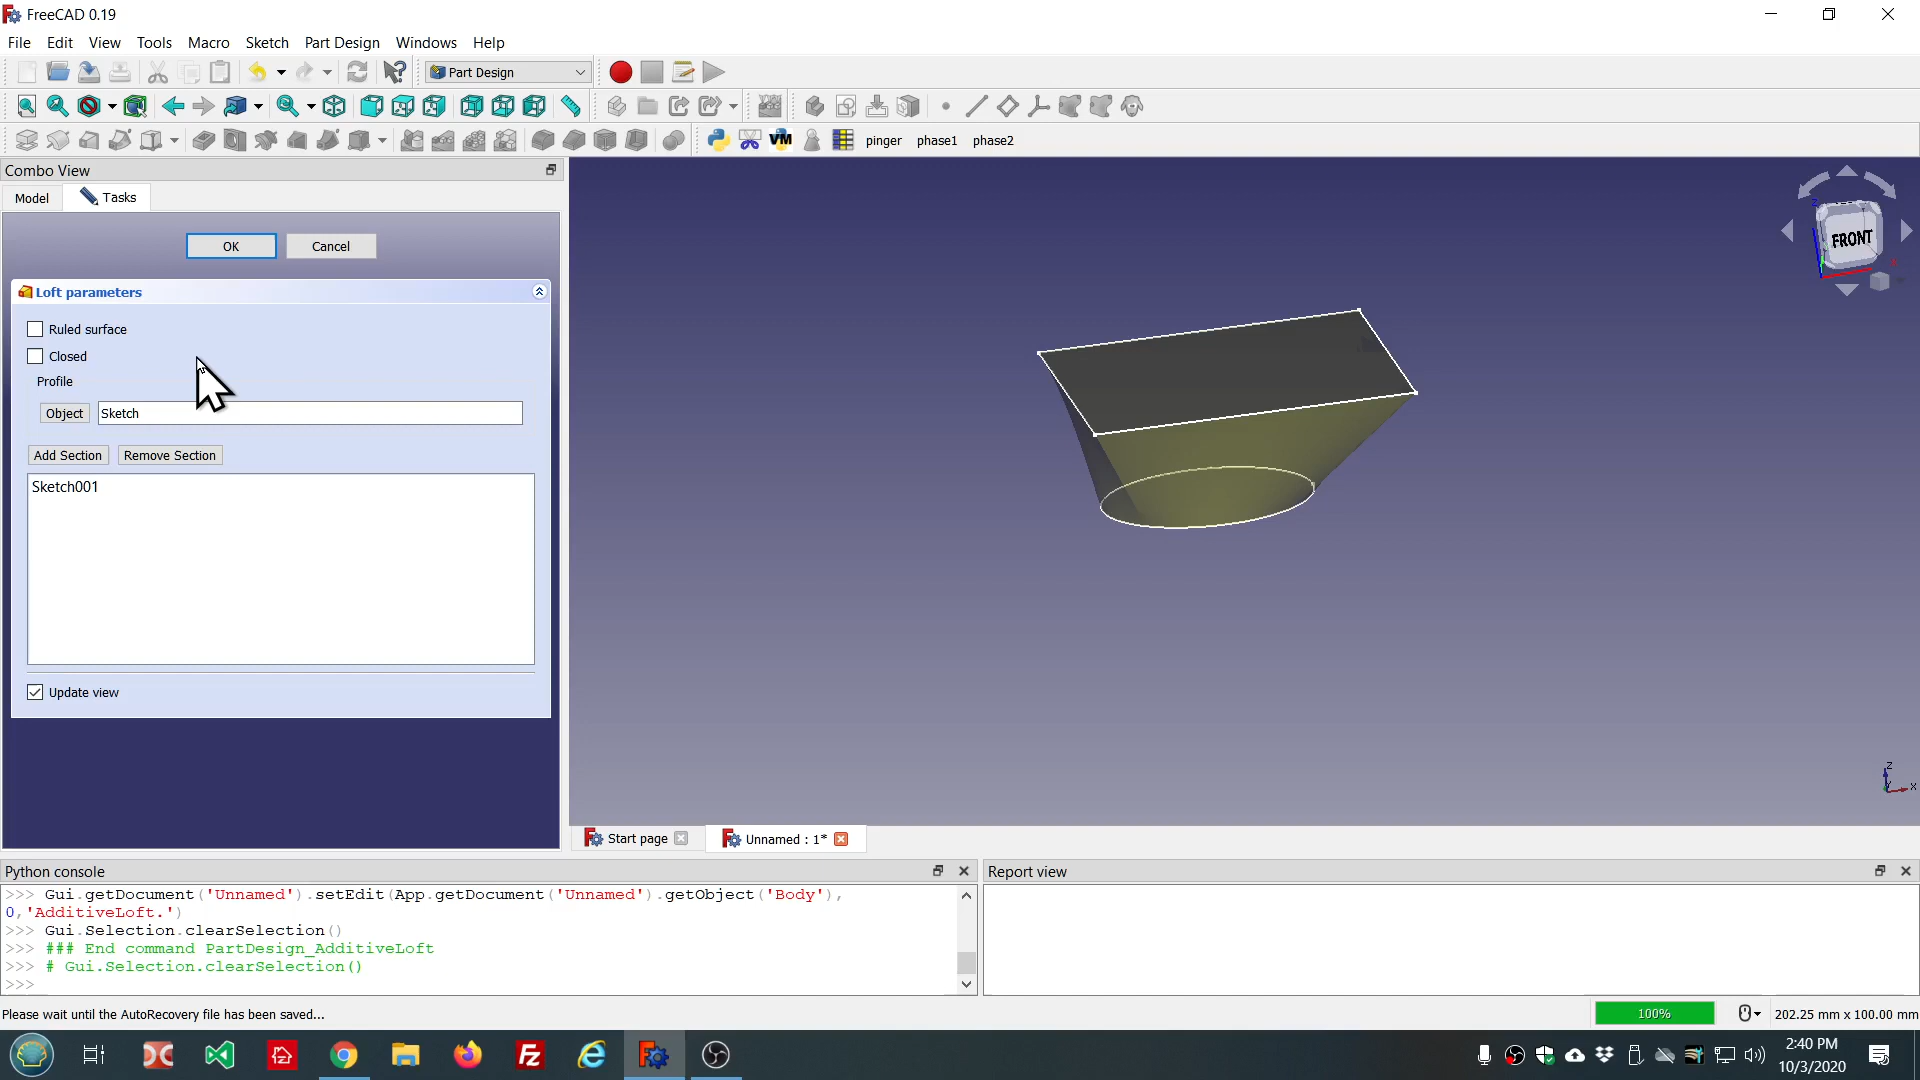 FreeCAD 0.19
File Edit View Tools Macro Sketch Part Design Windows Help
Part Design
VM pinger phase1 phase2
Combo View
Model Tasks
OK Cancel
Loft parameters
Ruled surface
Closed
Profile
Object Sketch
Add Section Remove Section
Sketch001
Update view
FRONT
Z
Z
X
Start page Unnamed : 1*
Python console
>>> Gui.getDocument('Unnamed').setEdit(App.getDocument('Unnamed').getObject('Body'),
0,'AdditiveLoft.')
>>> Gui.Selection.clearSelection()
>>> ### End command PartDesign_AdditiveLoft
>>> # Gui.Selection.clearSelection()
>>>
Report view
Please wait until the AutoRecovery file has been saved...
100%
202.25 mm x 100.00 mm
2:40 PM
10/3/2020